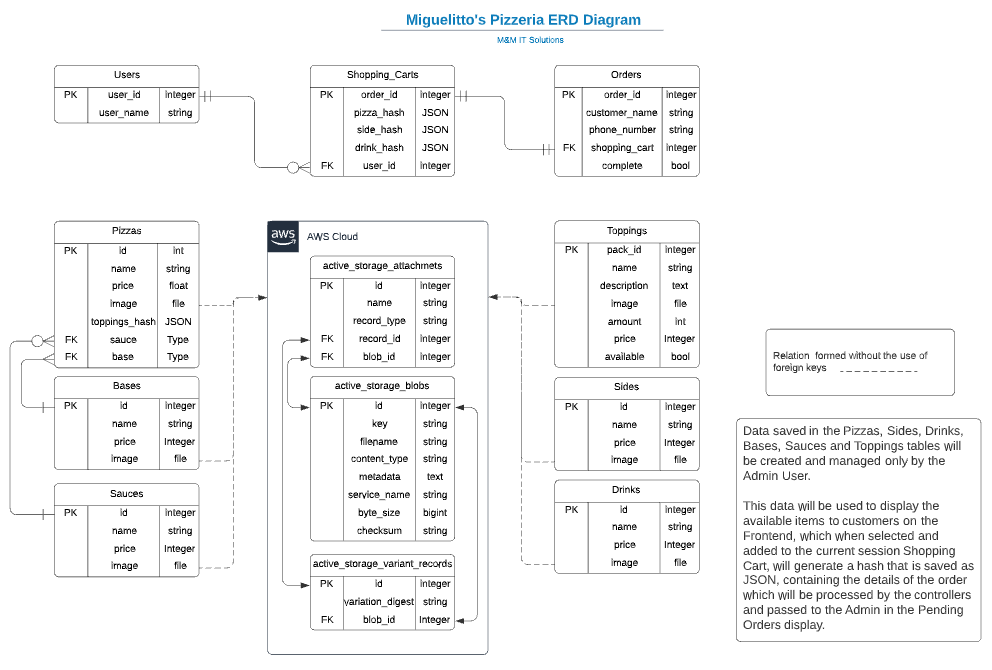 Miguelitto's Pizzeria ERD Diagram
M&M IT Solutions
Users
PK user_id integer
user_name string
Shopping_Carts
PK order_id integer
pizza_hash JSON
side_hash JSON
drink_hash JSON
FK user_id integer
Orders
PK order_id integer
customer_name string
phone_number string
FK shopping_cart integer
complete bool
Pizzas
PK id int
name string
price float
image file
toppings_hash JSON
FK sauce Type
FK base Type
Bases
PK id integer
name string
price Integer
image file
Sauces
PK id integer
name string
price Integer
image file
aws AWS Cloud
active_storage_attachmets
PK id integer
name string
record_type string
FK record_id integer
FK blob_id integer
active_storage_blobs
PK id integer
key string
filename string
content_type string
metadata text
service_name string
byte_size bigint
checksum string
active_storage_variant_records
PK id integer
variation_digest string
FK blob_id Integer
Toppings
PK pack_id integer
name string
description text
image file
amount int
price Integer
available bool
Sides
PK id integer
name string
price Integer
image file
Drinks
PK id integer
name string
price Integer
image file
Relation formed without the use of
foreign keys
Data saved in the Pizzas, Sides, Drinks,
Bases, Sauces and Toppings tables will
be created and managed only by the
Admin User.
This data will be used to display the
available items to customers on the
Frontend, which when selected and
added to the current session Shopping
Cart, will generate a hash that is saved as
JSON, containing the details of the order
which will be processed by the controllers
and passed to the Admin in the Pending
Orders display.